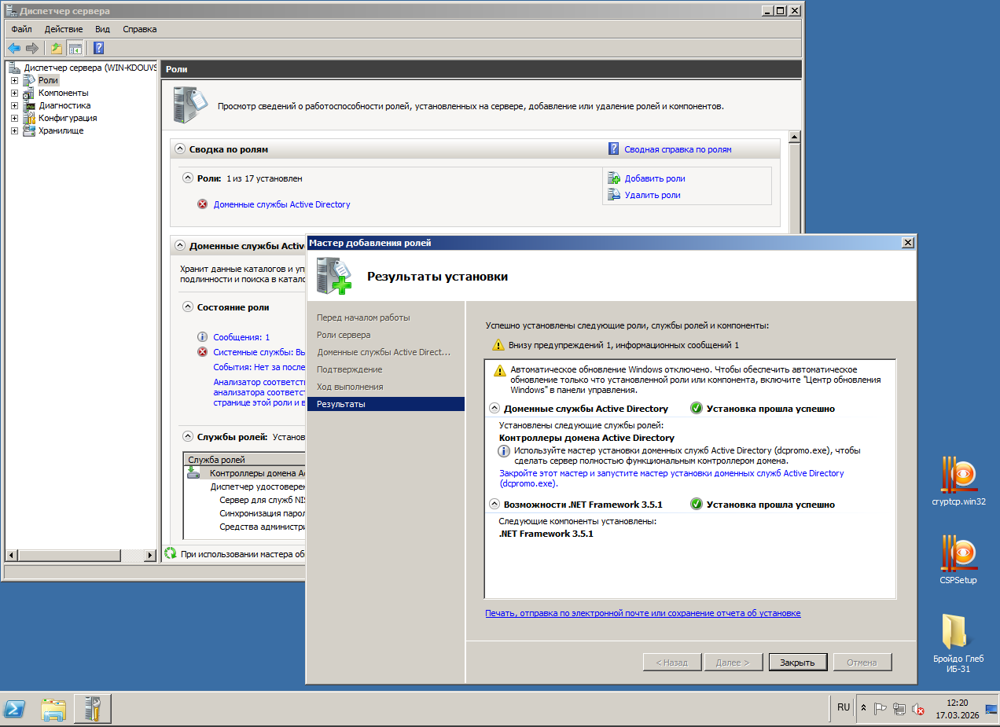 Диспетчер сервера
Файл Действие Вид Справка
Диспетчер сервера (WIN-KDOUVS
Роли
Компоненты
Диагностика
Конфигурация
Хранилище
Роли
Просмотр сведений о работоспособности ролей, установленных на сервере, добавление или удаление ролей и компонентов.
Сводка по ролям
Сводная справка по ролям
Роли: 1 из 17 установлен
Добавить роли
Удалить роли
Доменные службы Active Directory
Доменные службы Activ
Хранит данные каталогов и уп
подлинности и поиска в катало
Состояние роли
Сообщения: 1
Системные службы: Вы
События: Нет за после
Анализатор соответств
анализатора соответст
странице этой роли и в
Службы ролей: Установ
Служба ролей
Контроллеры домена Ac
Диспетчер удостоверен
Сервер для служб NIS
Синхронизация парол
Средства администри
При использовании мастера об
Мастер добавления ролей
Результаты установки
Перед началом работы
Роли сервера
Доменные службы Active Direct...
Подтверждение
Ход выполнения
Результаты
Успешно установлены следующие роли, службы ролей и компоненты:
Внизу предупреждений 1, информационных сообщений 1
Автоматическое обновление Windows отключено. Чтобы обеспечить автоматическое
обновление только что установленной роли или компонента, включите "Центр обновления
Windows" в панели управления.
Доменные службы Active Directory Установка прошла успешно
Установлены следующие службы ролей:
Контроллеры домена Active Directory
Используйте мастер установки доменных служб Active Directory (dcpromo.exe), чтобы
сделать сервер полностью функциональным контроллером домена.
Закройте этот мастер и запустите мастер установки доменных служб Active Directory
(dcpromo.exe).
Возможности .NET Framework 3.5.1 Установка прошла успешно
Следующие компоненты установлены:
.NET Framework 3.5.1
Печать, отправка по электронной почте или сохранение отчета об установке
< Назад Далее > Закрыть Отмена
cryptcp.win32
CSPSetup
Бройдо Глеб
ИБ-31
RU
12:20
17.03.2026